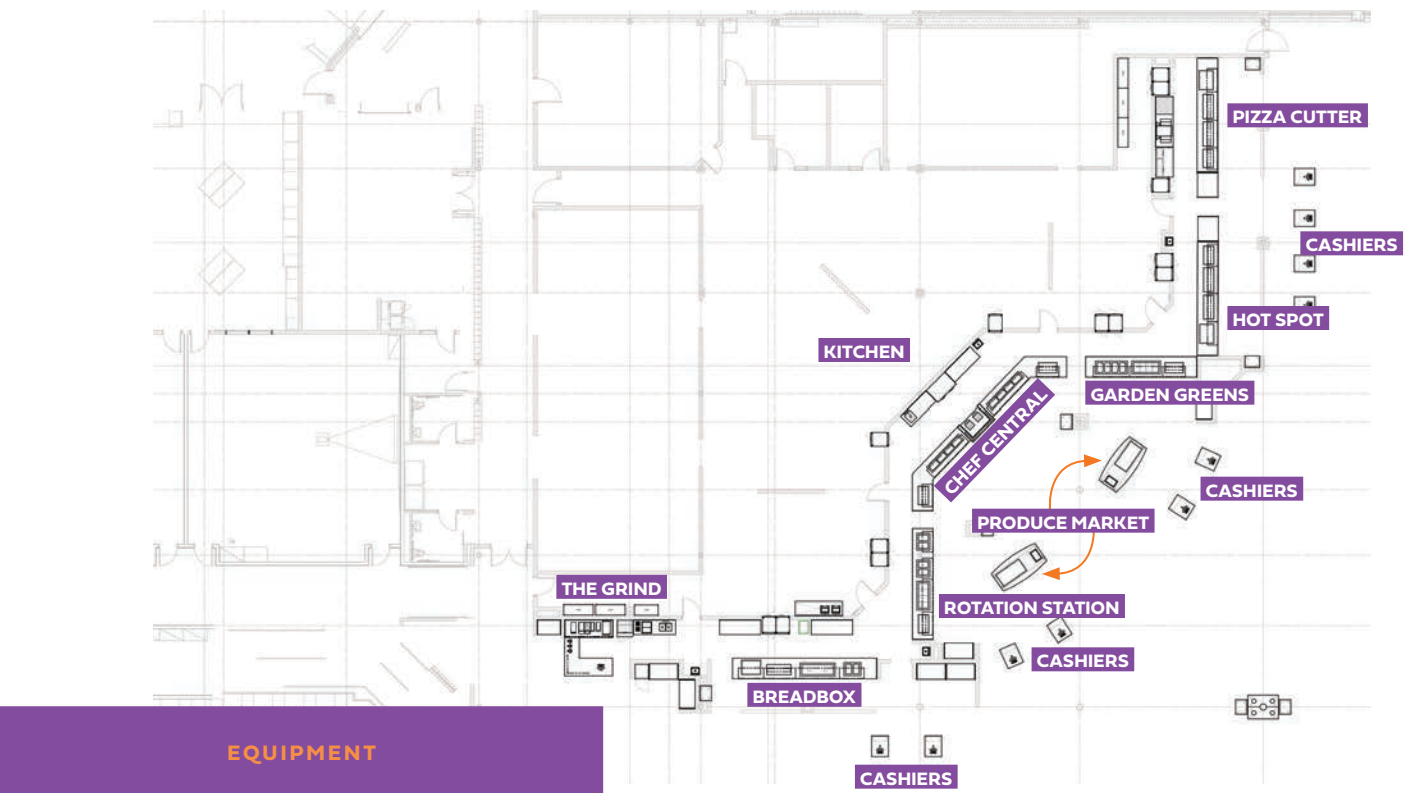 PIZZA CUTTER
CASHIERS
HOT SPOT
KITCHEN
GARDEN GREENS
CHEF CENTRAL
CASHIERS
PRODUCE MARKET
THE GRIND
ROTATION STATION
CASHIERS
BREADBOX
EQUIPMENT
CASHIERS